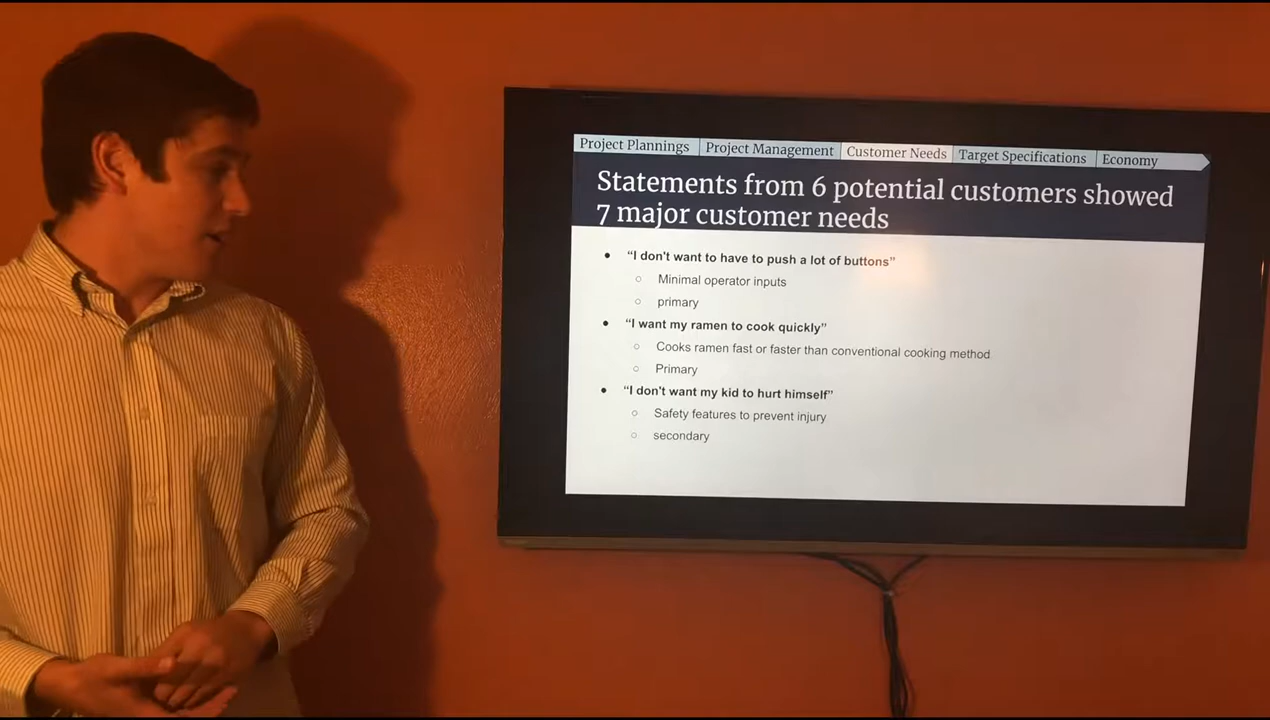 Project Plannings Project Management Customer Needs Target Specifications Economy
Statements from 6 potential customers showed
7 major customer needs
• “I don't want to have to push a lot of buttons”
○ Minimal operator inputs
○ primary
• “I want my ramen to cook quickly”
○ Cooks ramen fast or faster than conventional cooking method
○ Primary
• “I don't want my kid to hurt himself”
○ Safety features to prevent injury
○ secondary